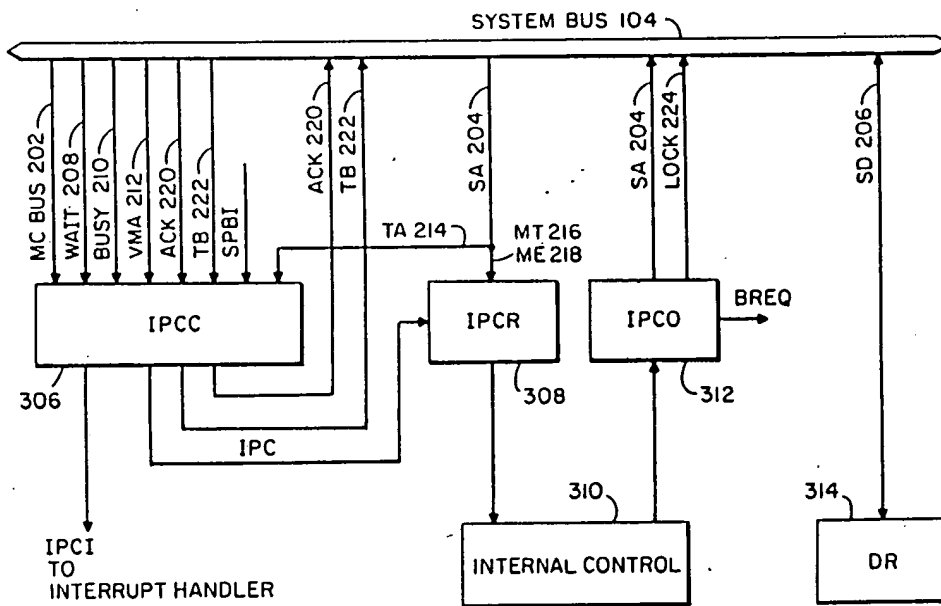 SYSTEM BUS 104
MC BUS 202
WAIT 208
BUSY 210
VMA 212
ACK 220
TB 222
SPBI
ACK 220
TB 222
SA 204
SA 204
LOCK 224
SD 206
TA 214
MT 216
ME 218
BREQ
IPCC
IPCR
IPCO
306
308
312
IPC
310
314
IPCI
TO
INTERRUPT HANDLER
INTERNAL CONTROL
DR